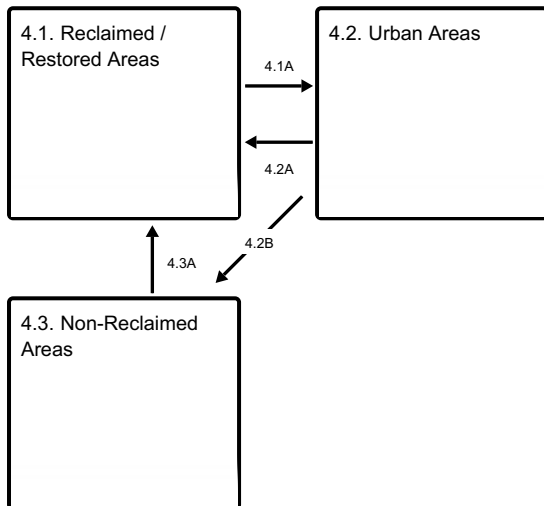 4.1. Reclaimed /
Restored Areas
4.1A
4.2. Urban Areas
4.2A
4.2B
4.3A
4.3. Non-Reclaimed
Areas